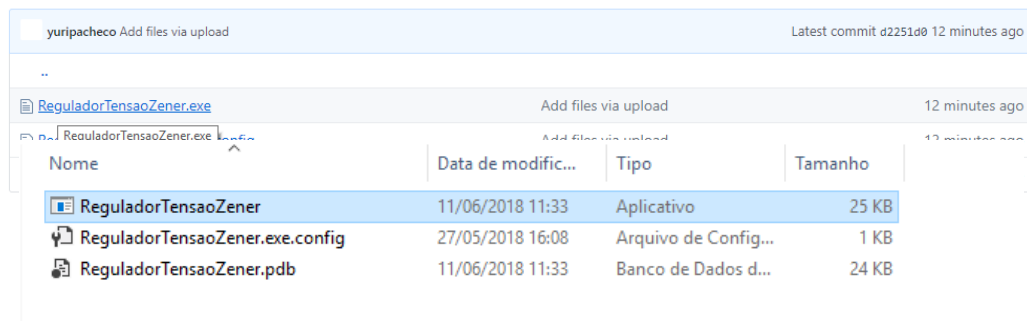 yuripacheco Add files via upload Latest commit d2251d0 12 minutes ago
..
ReguladorTensaoZener.exe Add files via upload 12 minutes ago
ReguladorTensaoZener.exe
Nome Data de modific... Tipo Tamanho
ReguladorTensaoZener 11/06/2018 11:33 Aplicativo 25 KB
ReguladorTensaoZener.exe.config 27/05/2018 16:08 Arquivo de Config... 1 KB
ReguladorTensaoZener.pdb 11/06/2018 11:33 Banco de Dados d... 24 KB